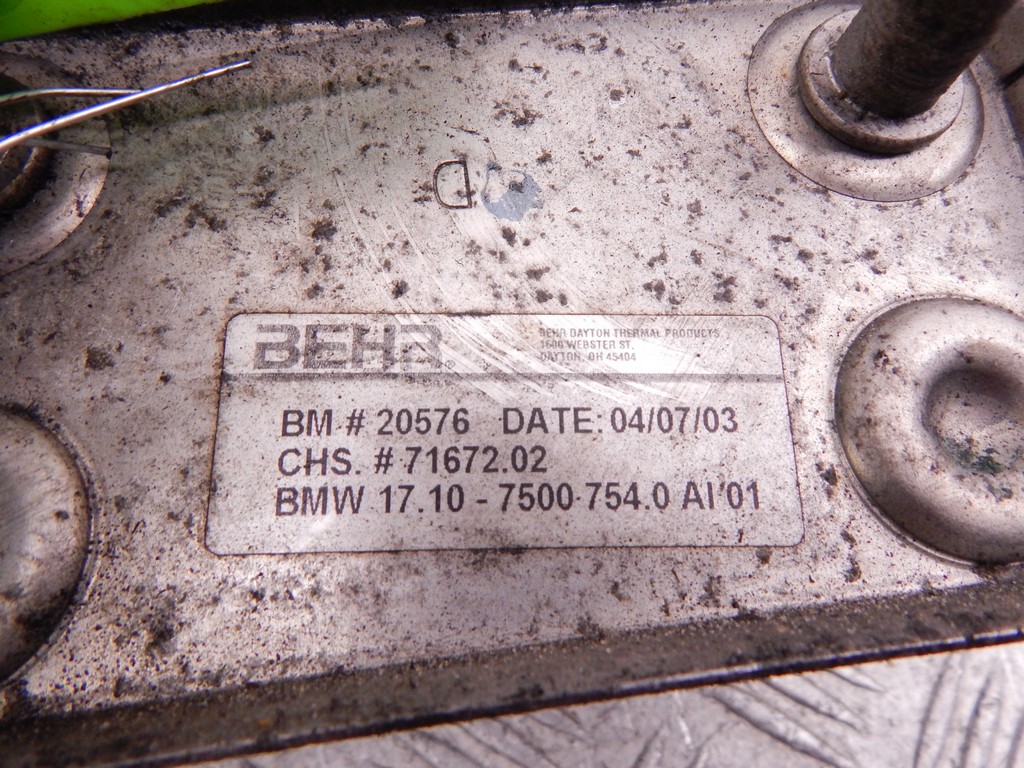 D
BEHR®
BEHR DAYTON THERMAL PRODUCTS
1600 WEBSTER ST.
DAYTON, OH 45404
BM # 20576 DATE: 04/07/03
CHS. # 71672.02
BMW 17.10 - 7500 754.0 AI'01